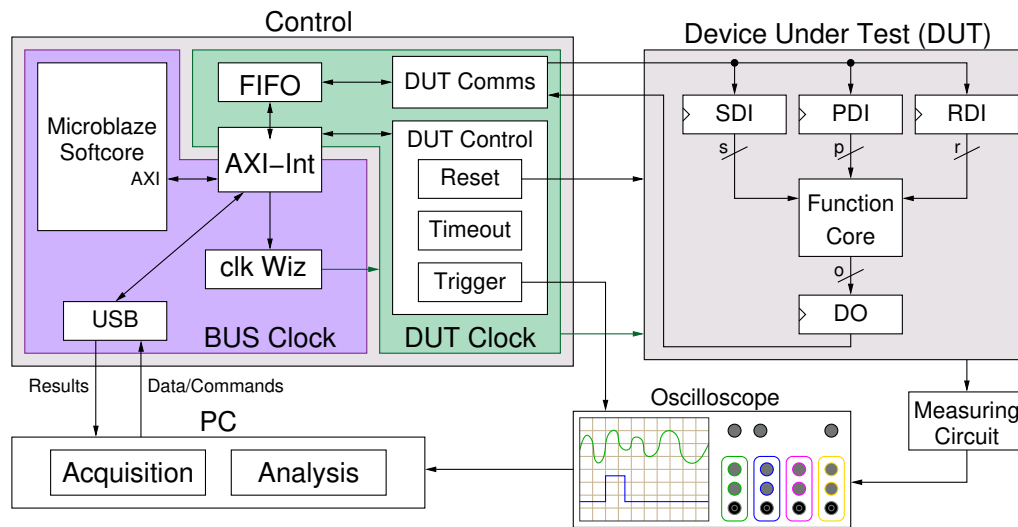 Control
Device Under Test (DUT)
Microblaze
Softcore
AXI
FIFO
AXI–Int
clk Wiz
USB
BUS Clock
DUT Comms
DUT Control
Reset
Timeout
Trigger
DUT Clock
SDI
PDI
RDI
s
p
r
Function
Core
o
DO
Results
Data/Commands
PC
Acquisition
Analysis
Oscilloscope
Measuring
Circuit